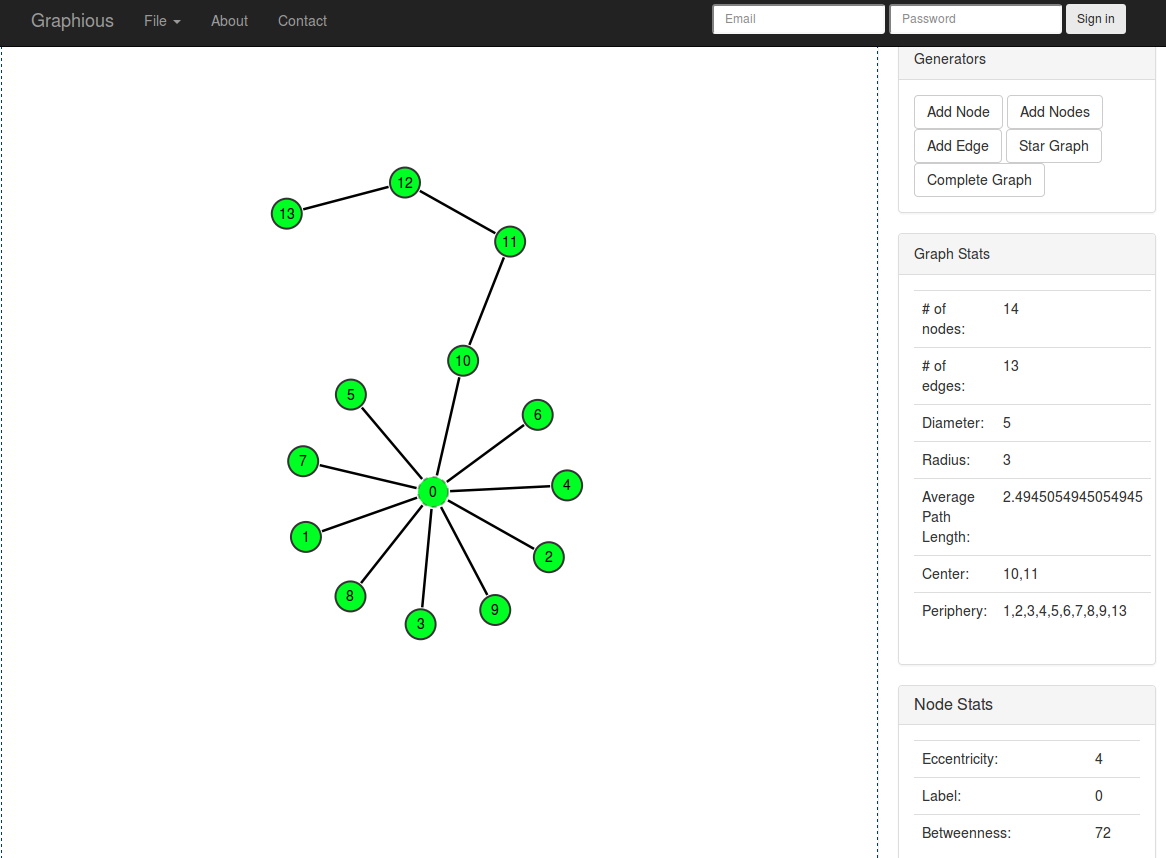 Graphious File About Contact Email Password Sign in
Generators
Add Node Add Nodes
Add Edge Star Graph
Complete Graph
12
13
11
10
5
6
7
4
0
1
2
8
9
3
Graph Stats
# of 14
nodes:
# of 13
edges:
Diameter: 5
Radius: 3
Average 2.4945054945054945
Path
Length:
Center: 10,11
Periphery: 1,2,3,4,5,6,7,8,9,13
Node Stats
Eccentricity: 4
Label: 0
Betweenness: 72